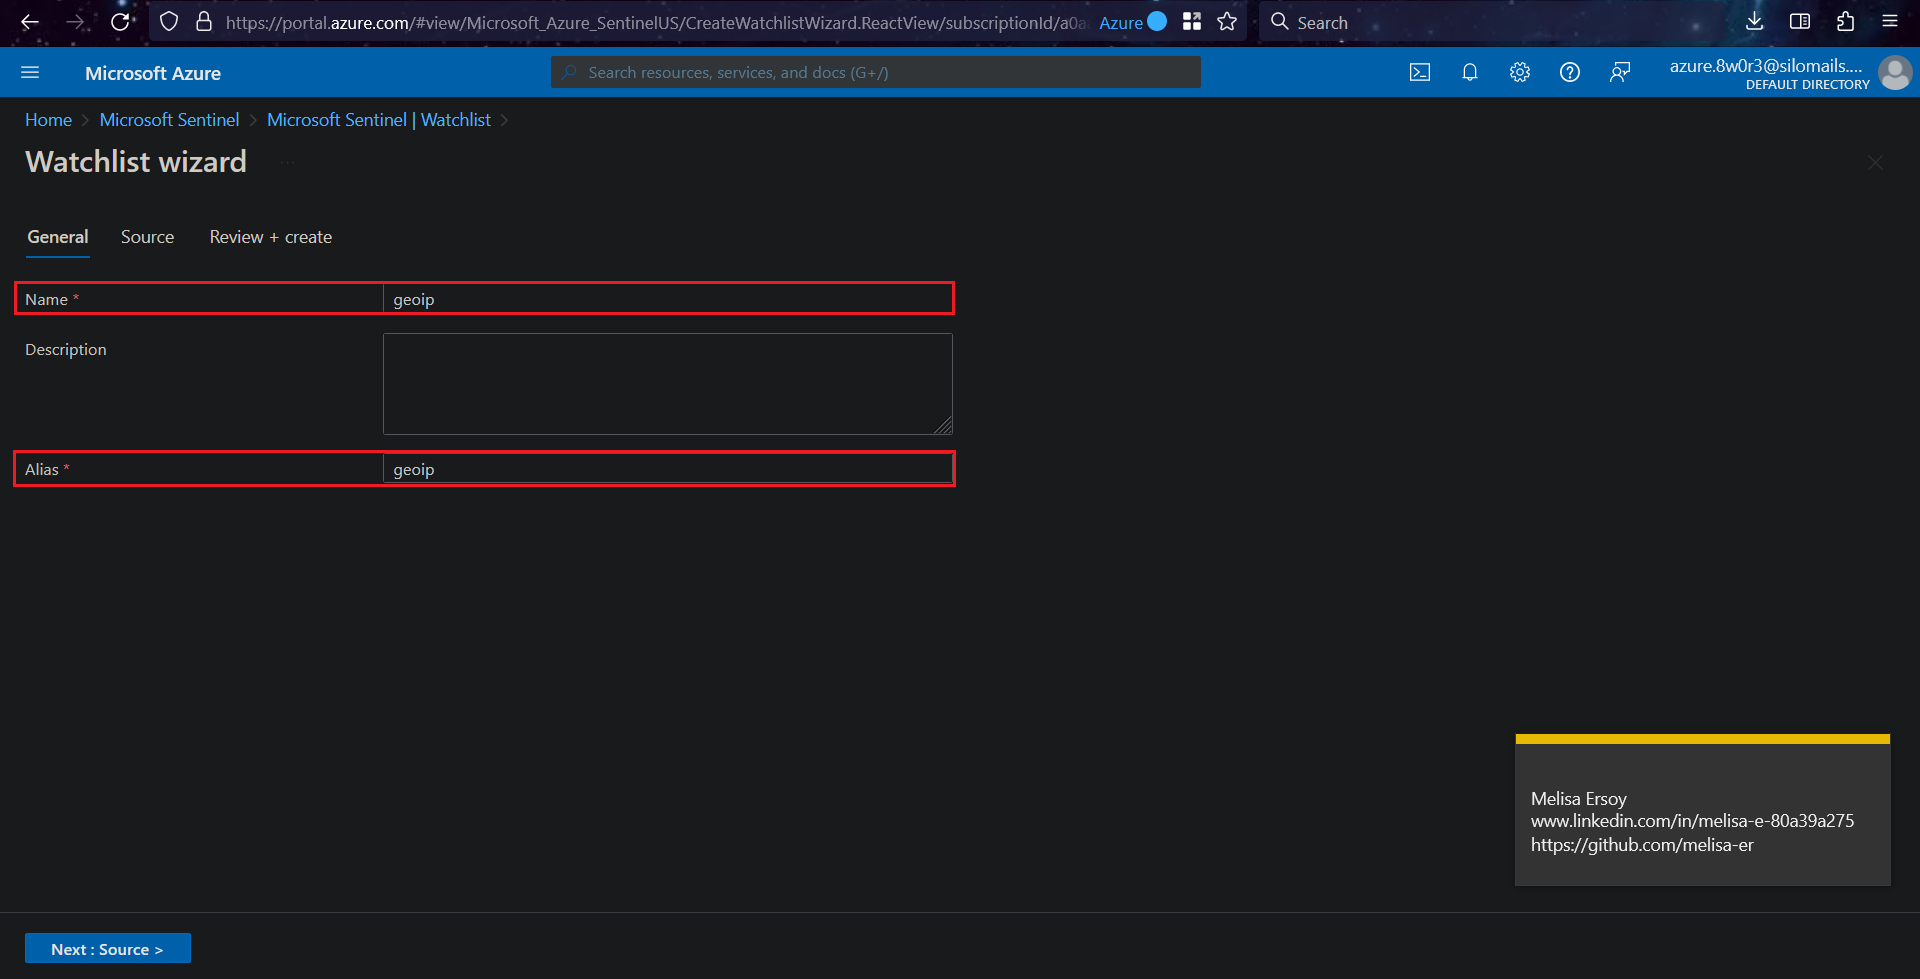 https://portal.azure.com/#view/Microsoft_Azure_SentinelUS/CreateWatchlistWizard.ReactView/subscriptionId/a0a Azure Search
Microsoft Azure Search resources, services, and docs (G+/) azure.8w0r3@silomails....
DEFAULT DIRECTORY
Home > Microsoft Sentinel > Microsoft Sentinel | Watchlist >
Watchlist wizard ...
General Source Review + create
Name * geoip
Description
Alias * geoip
Melisa Ersoy
www.linkedin.com/in/melisa-e-80a39a275
https://github.com/melisa-er
Next : Source >